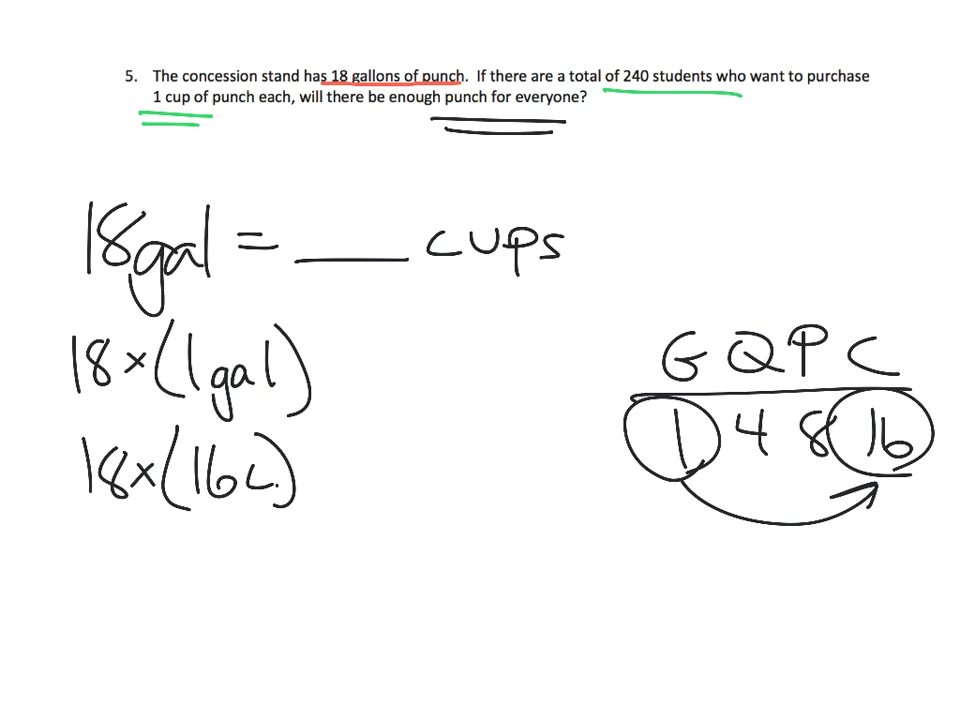 5. The concession stand has 18 gallons of punch. If there are a total of 240 students who want to purchase
1 cup of punch each, will there be enough punch for everyone?
18gal = ___ cups
18×(1gal)
18×(16c.)
G Q P C
1 4 8 16